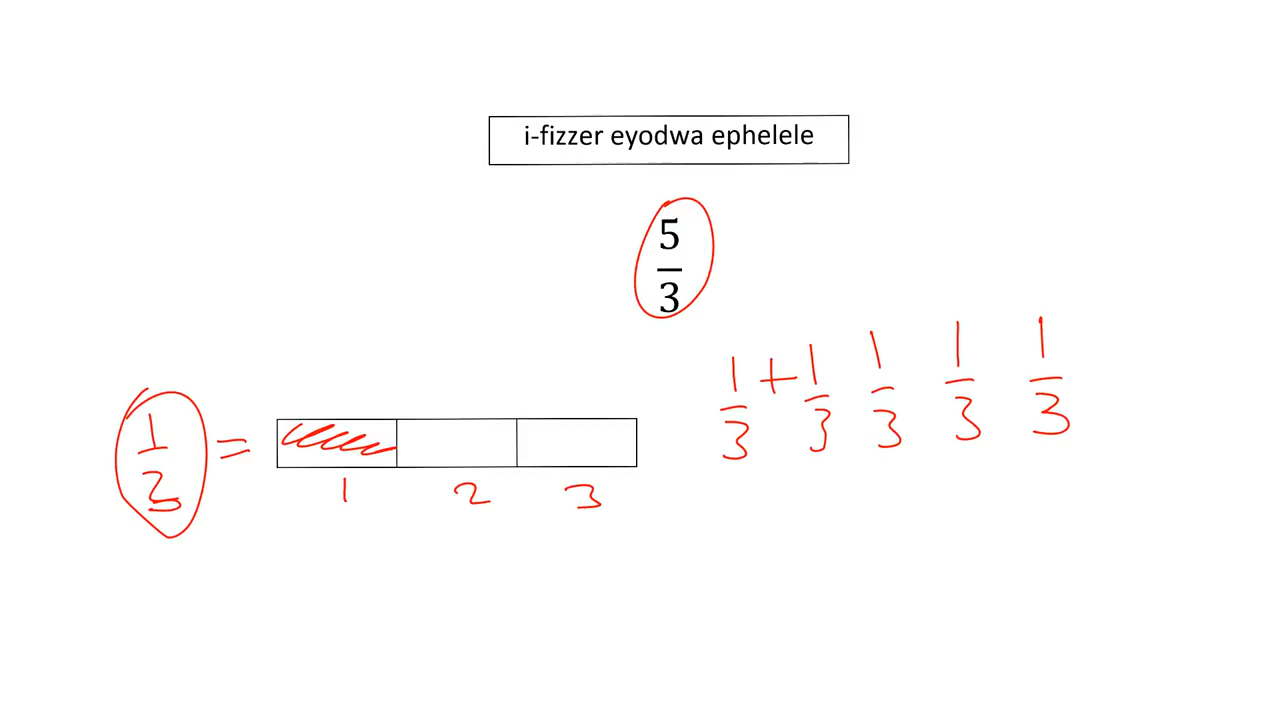 i-fizzer eyodwa ephelele
5
3
1/3 + 1/3 1/3 1/3 1/3
1/3 =
1 2 3